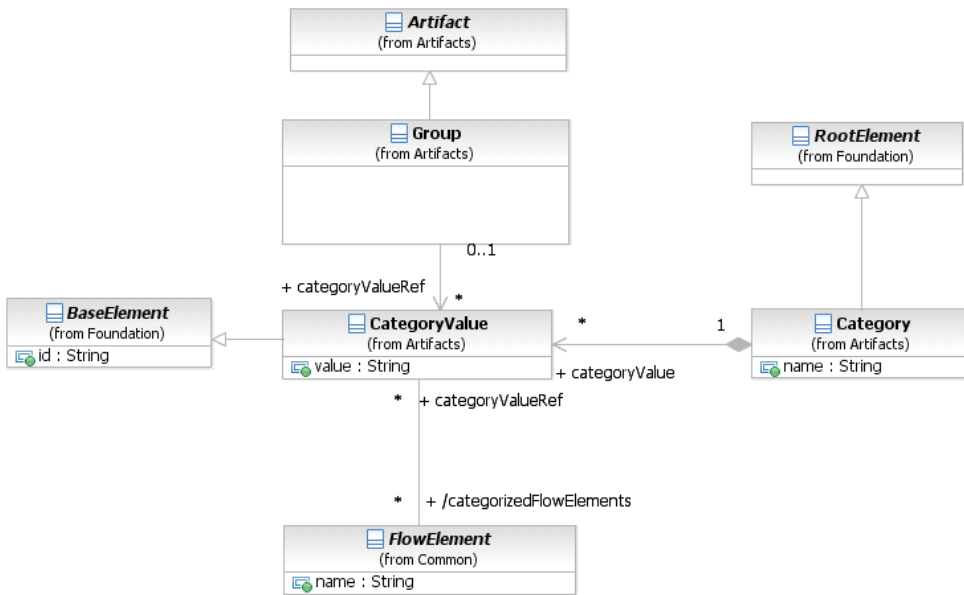 Artifact
(from Artifacts)
Group
(from Artifacts)
RootElement
(from Foundation)
0..1
+ categoryValueRef
*
BaseElement
(from Foundation)
id : String
CategoryValue
(from Artifacts)
value : String
*
1
+ categoryValue
Category
(from Artifacts)
name : String
*
+ categoryValueRef
*
+ /categorizedFlowElements
FlowElement
(from Common)
name : String